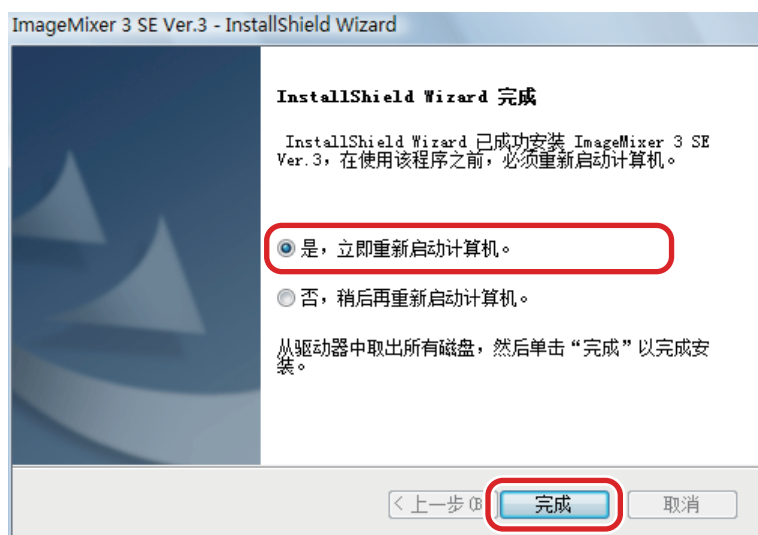 ImageMixer 3 SE Ver.3 - InstallShield Wizard
InstallShield Wizard 完成
InstallShield Wizard 已成功安装 ImageMixer 3 SE
Ver.3，在使用该程序之前，必须重新启动计算机。
是，立即重新启动计算机。
否，稍后再重新启动计算机。
从驱动器中取出所有磁盘，然后单击“完成”以完成安
装。
< 上一步(B 完成 取消